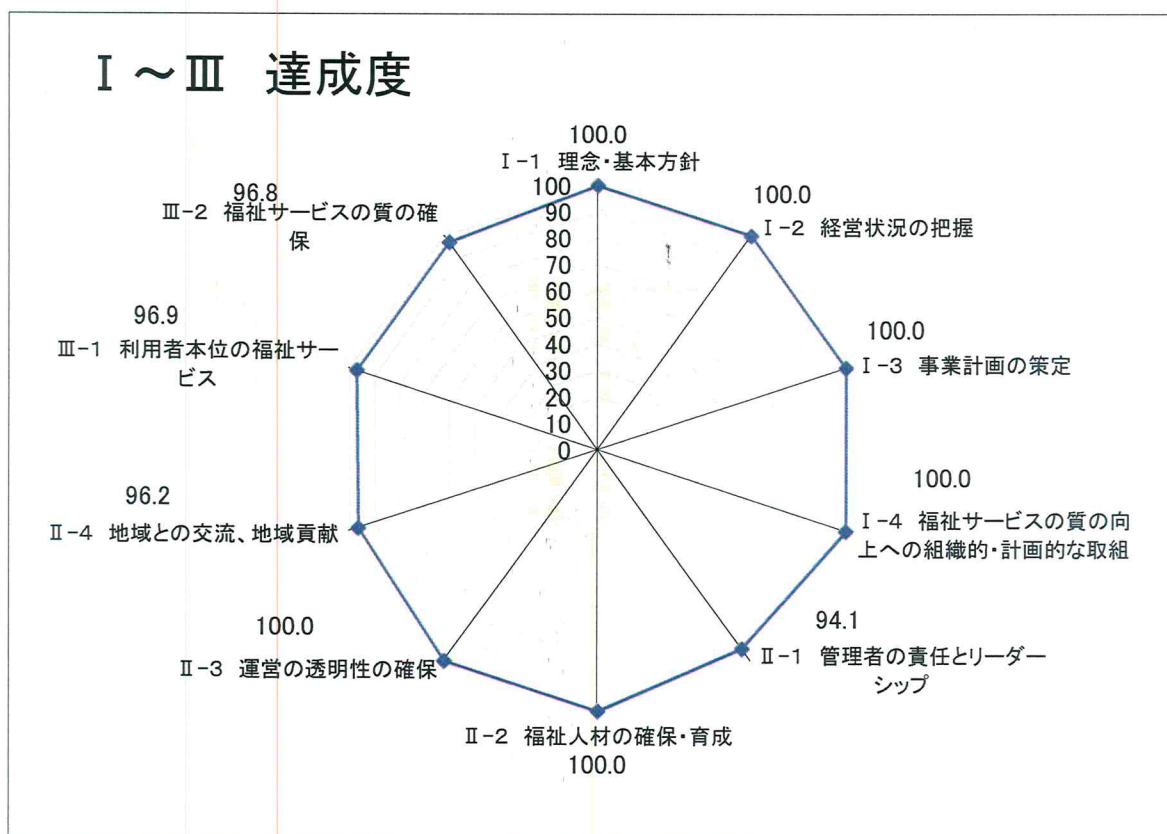 Ⅰ～Ⅲ 達成度
100.0
Ⅰ-1 理念・基本方針
100.0
Ⅰ-2 経営状況の把握
100.0
Ⅰ-3 事業計画の策定
100.0
Ⅰ-4 福祉サービスの質の向
上への組織的・計画的な取組
94.1
Ⅱ-1 管理者の責任とリーダー
シップ
Ⅱ-2 福祉人材の確保・育成
100.0
100.0
Ⅱ-3 運営の透明性の確保
96.2
Ⅱ-4 地域との交流、地域貢献
96.9
Ⅲ-1 利用者本位の福祉サー
ビス
96.8
Ⅲ-2 福祉サービスの質の確
保
100
90
80
70
60
50
40
30
20
10
0